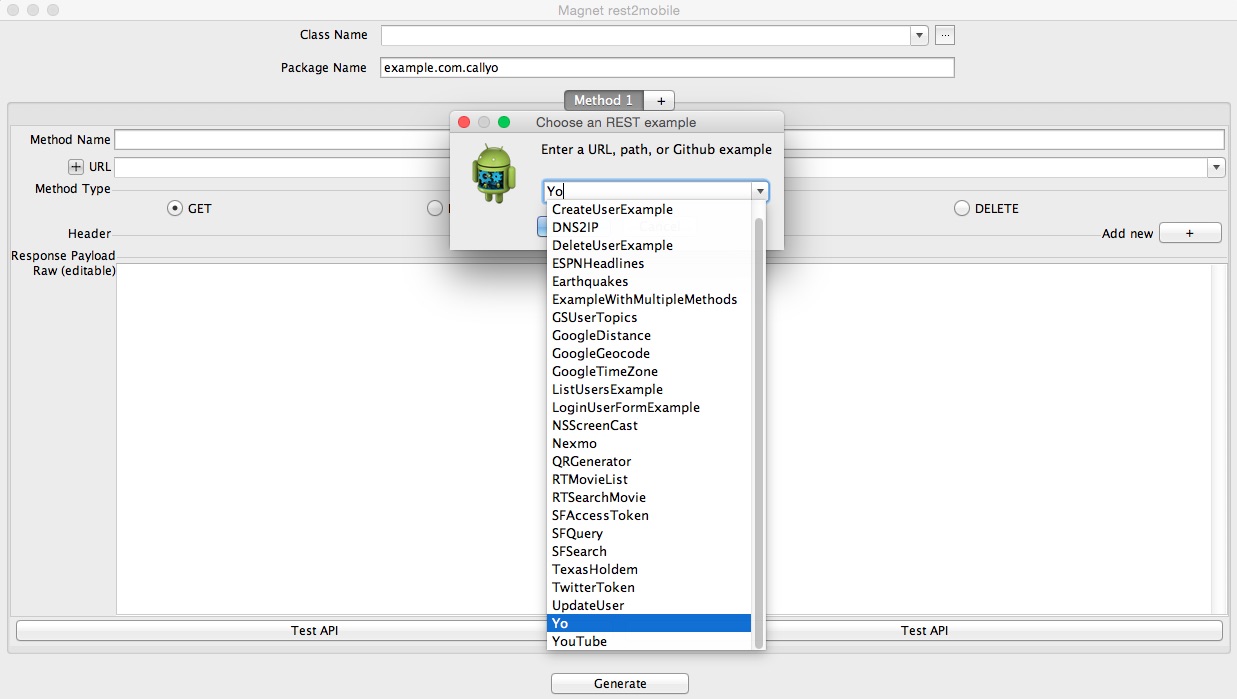 Magnet rest2mobile
Class Name
...
Package Name example.com.callyo
Method 1 +
Choose an REST example
Method Name
Enter a URL, path, or Github example
+ URL
Method Type
Yo
GET
DELETE
Header
Add new +
Response Payload
Raw (editable)
CreateUserExample
DNS2IP
DeleteUserExample
ESPNHeadlines
Earthquakes
ExampleWithMultipleMethods
GSUserTopics
GoogleDistance
GoogleGeocode
GoogleTimeZone
ListUsersExample
LoginUserFormExample
NSScreenCast
Nexmo
QRGenerator
RTMovieList
RTSearchMovie
SFAccessToken
SFQuery
SFSearch
TexasHoldem
TwitterToken
UpdateUser
Yo
YouTube
Test API
Test API
Generate